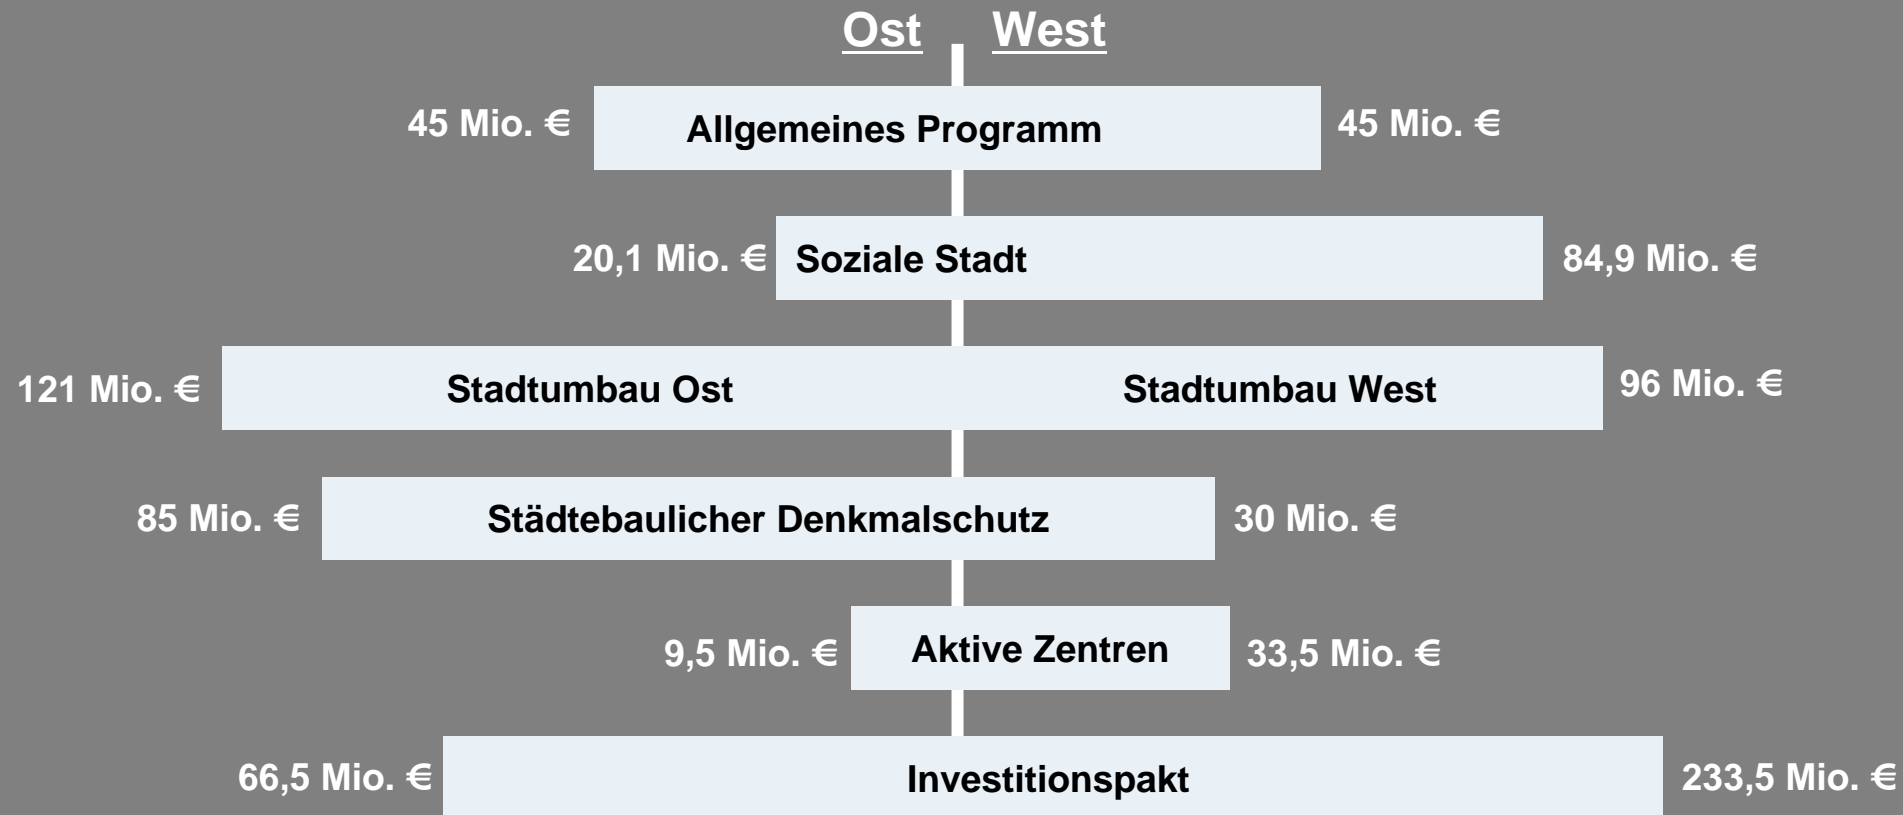 Ost West
45 Mio. € Allgemeines Programm 45 Mio. €
20,1 Mio. € Soziale Stadt 84,9 Mio. €
121 Mio. € Stadtumbau Ost Stadtumbau West 96 Mio. €
85 Mio. € Städtebaulicher Denkmalschutz 30 Mio. €
9,5 Mio. € Aktive Zentren 33,5 Mio. €
66,5 Mio. € Investitionspakt 233,5 Mio. €